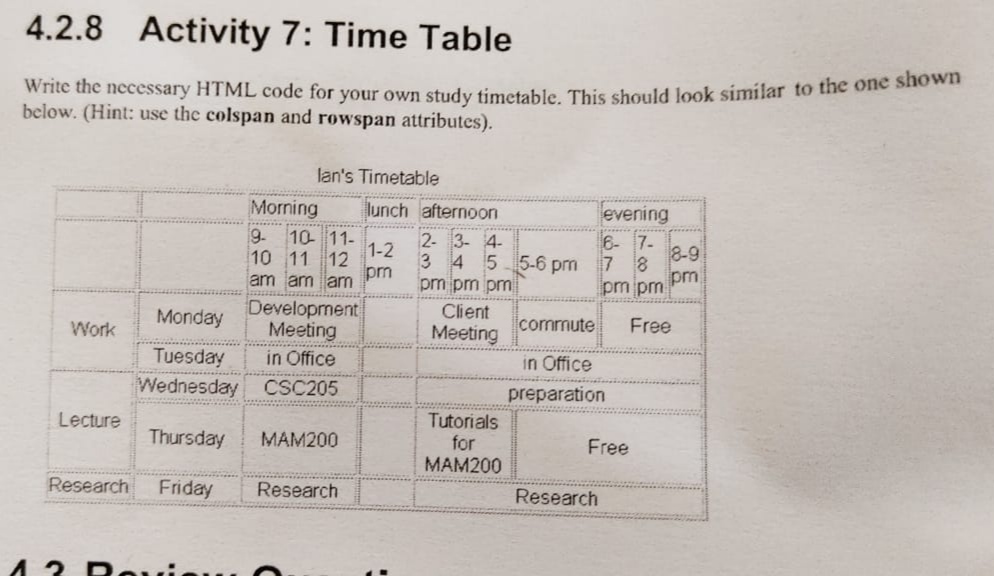 4.2.8 Activity 7: Time Table
Write the necessary HTML code for your own study timetable. This should look similar to the one shown
below. (Hint: use the colspan and rowspan attributes).
Ian's Timetable
Morning lunch afternoon evening
9- 10- 11- 1-2 2- 3- 4- 5-6 pm 6- 7- 8-9
10 11 12 pm 3 4 5 7 8 pm
am am am pm pm pm pm pm
Work Monday Development Client commute Free
Meeting Meeting
Tuesday in Office in Office
Lecture Wednesday CSC205 preparation
Thursday MAM200 Tutorials Free
for
MAM200
Research Friday Research Research